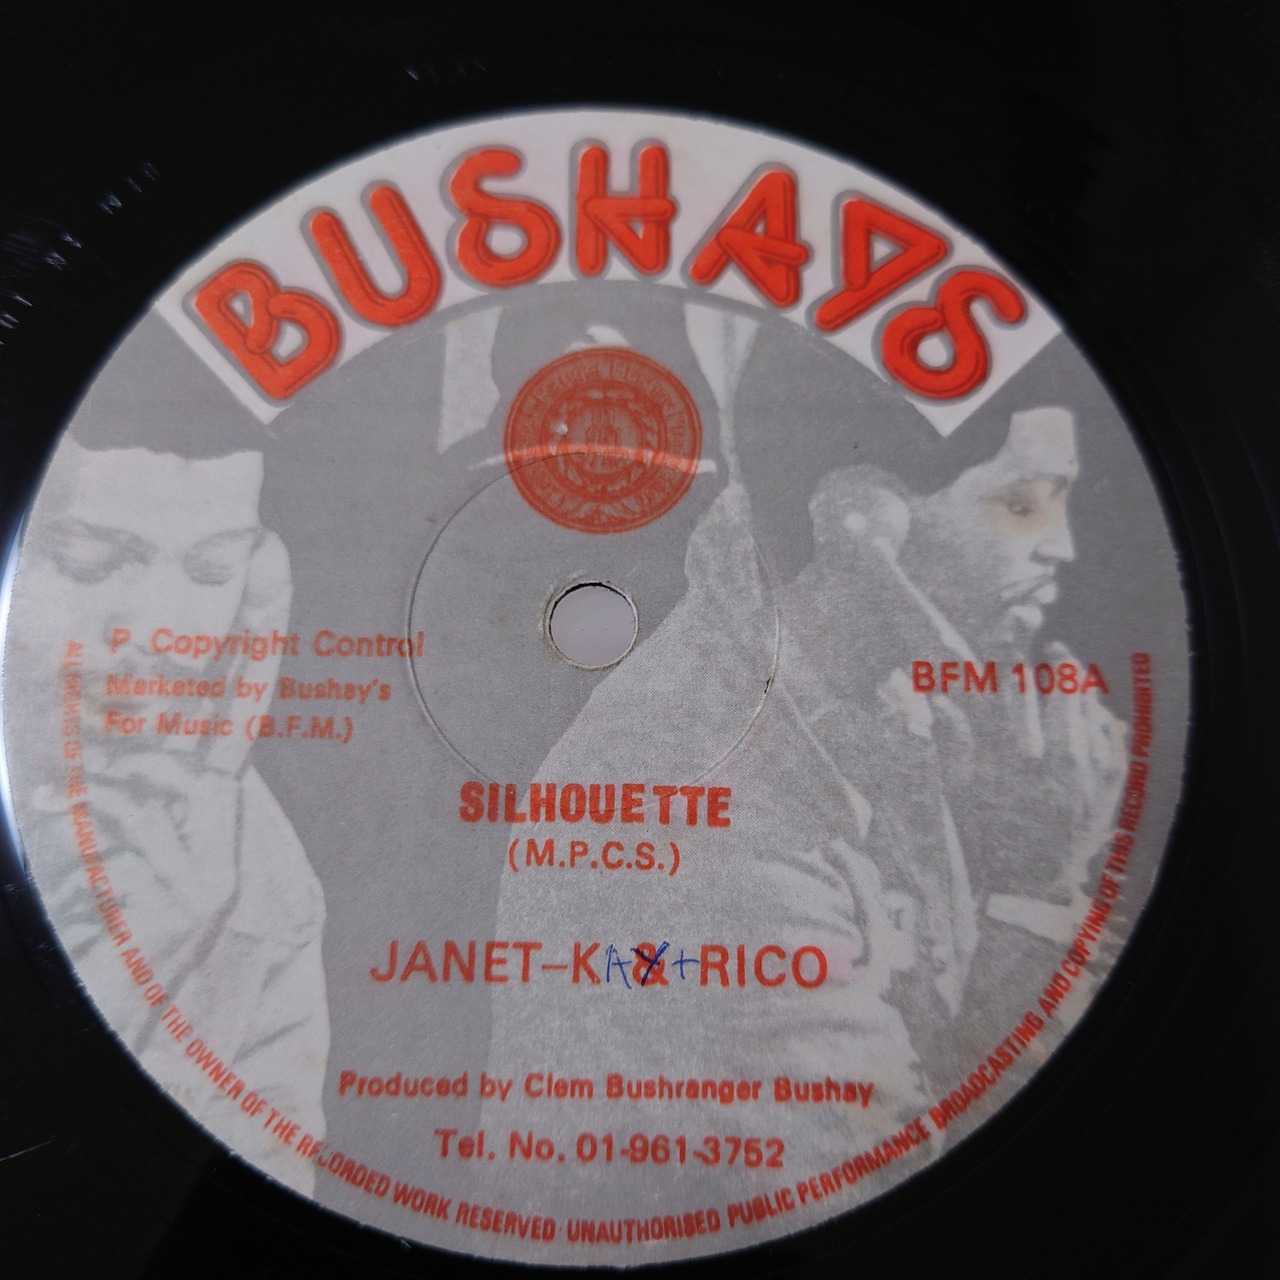 BUSHAYS
P Copyright Control
Marketed by Bushay's
For Music (B.F.M.)
BFM 108A
SILHOUETTE
(M.P.C.S.)
JANET-KAY & + RICO
Produced by Clem Bushranger Bushay
Tel. No. 01-961-3752
ALL RIGHTS OF THE MANUFACTURER AND OF THE OWNER OF THE RECORDED WORK RESERVED · UNAUTHORISED PUBLIC PERFORMANCE BROADCASTING AND COPYING OF THIS RECORD PROHIBITED